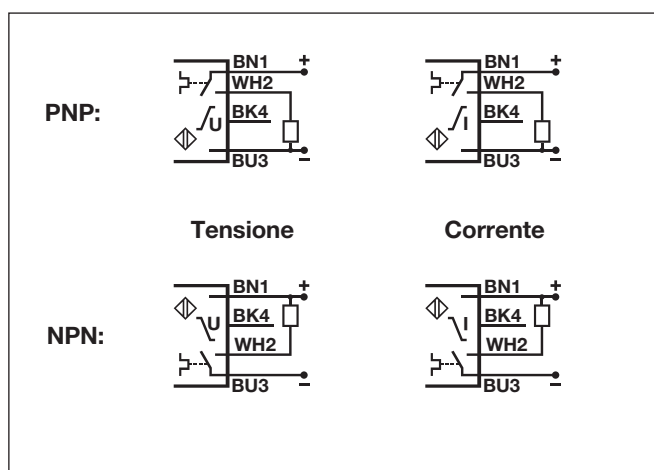 BN1 +
WH2
PNP:
BK4
U
BU3 −
BN1 +
WH2
BK4
I
BU3 −
Tensione Corrente
BN1 +
NPN:
BK4
U
WH2
BU3 −
BN1 +
BK4
I
WH2
BU3 −